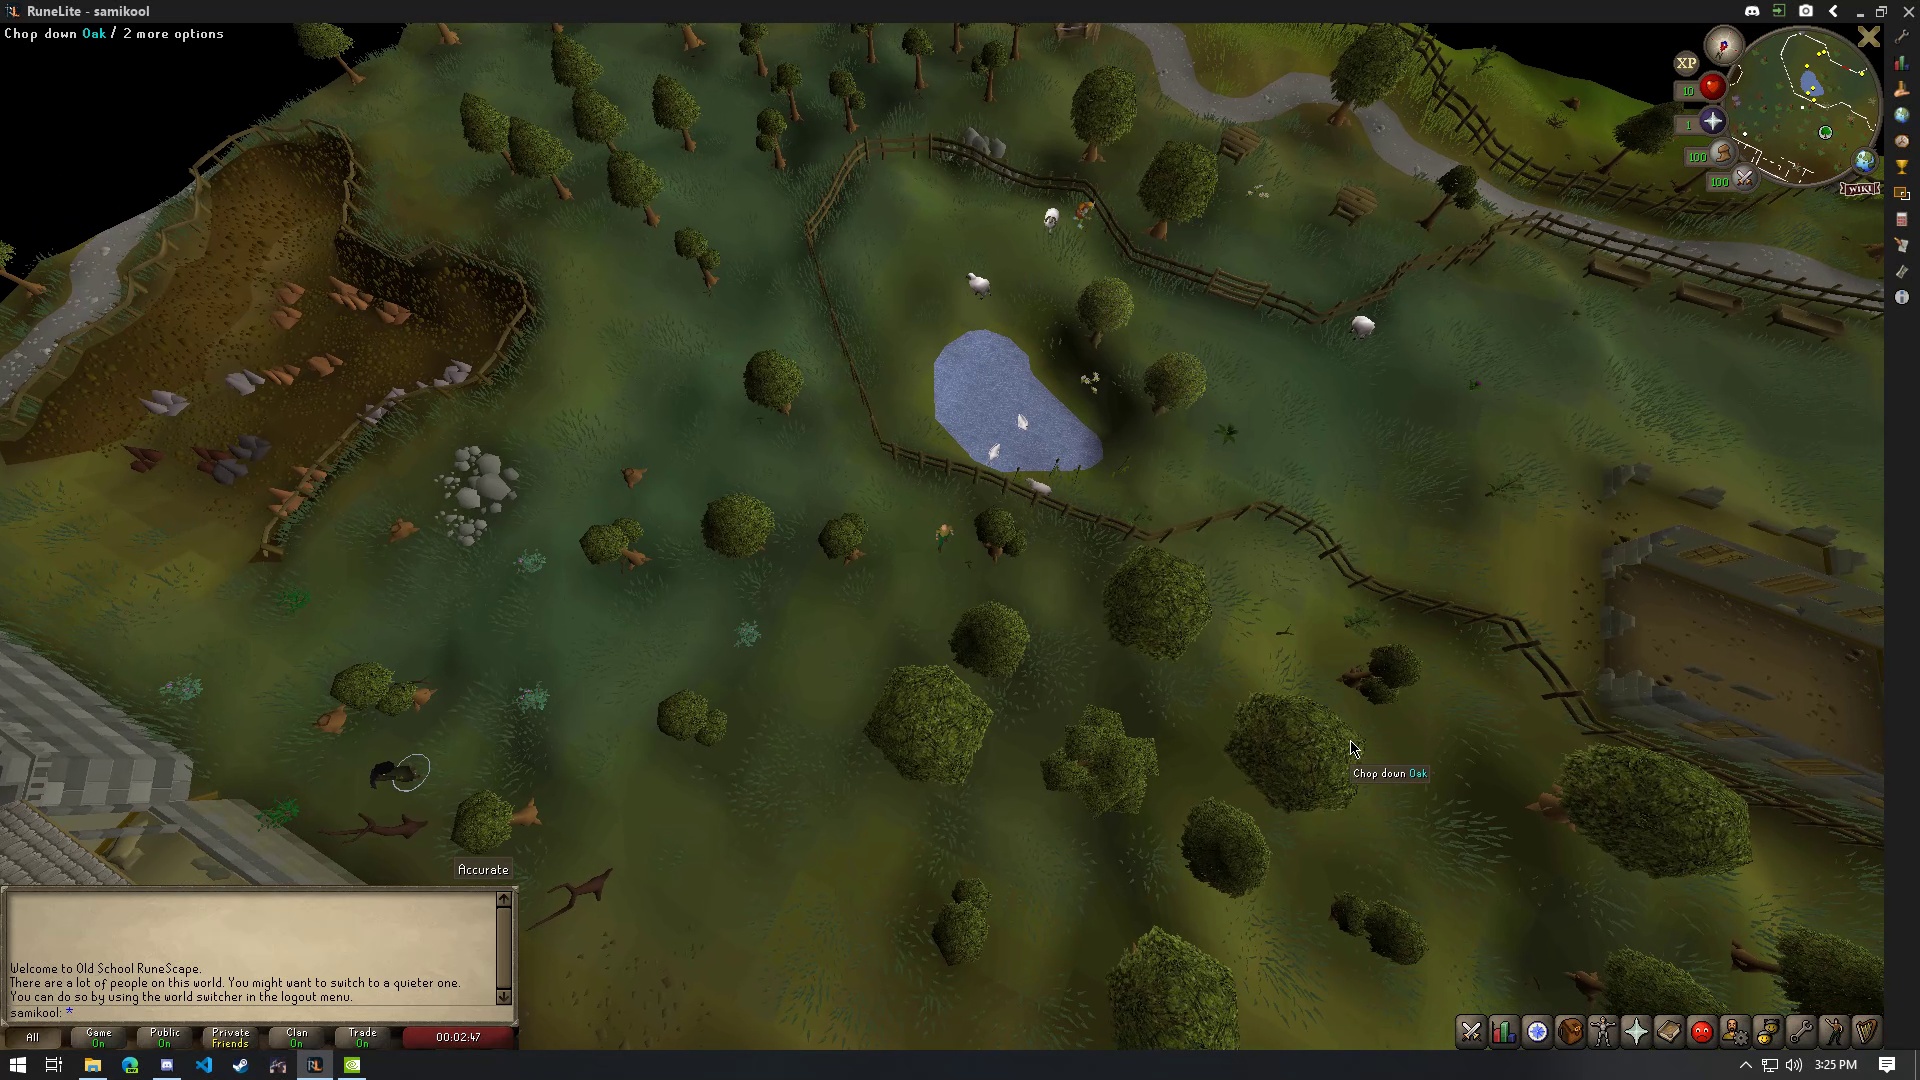 RuneLite - samikool
Chop down Oak / 2 more options
XP
10
1
100
100
WIKI
Chop down Oak
Accurate
Welcome to Old School RuneScape.
There are a lot of people on this world. You might want to switch to a quieter one.
You can do so by using the world switcher in the logout menu.
samikool: *
All
Game
On
Public
On
Private
Friends
Clan
On
Trade
On
00:02:47
3:25 PM